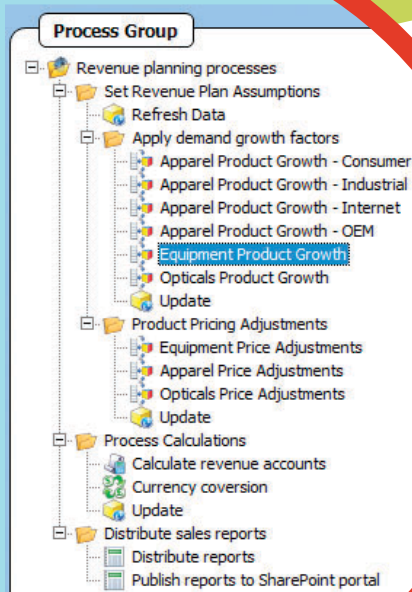 Process Group
Revenue planning processes
Set Revenue Plan Assumptions
Refresh Data
Apply demand growth factors
Apparel Product Growth - Consumer
Apparel Product Growth - Industrial
Apparel Product Growth - Internet
Apparel Product Growth - OEM
Equipment Product Growth
Opticals Product Growth
Update
Product Pricing Adjustments
Equipment Price Adjustments
Apparel Price Adjustments
Opticals Price Adjustments
Update
Process Calculations
Calculate revenue accounts
Currency coversion
Update
Distribute sales reports
Distribute reports
Publish reports to SharePoint portal